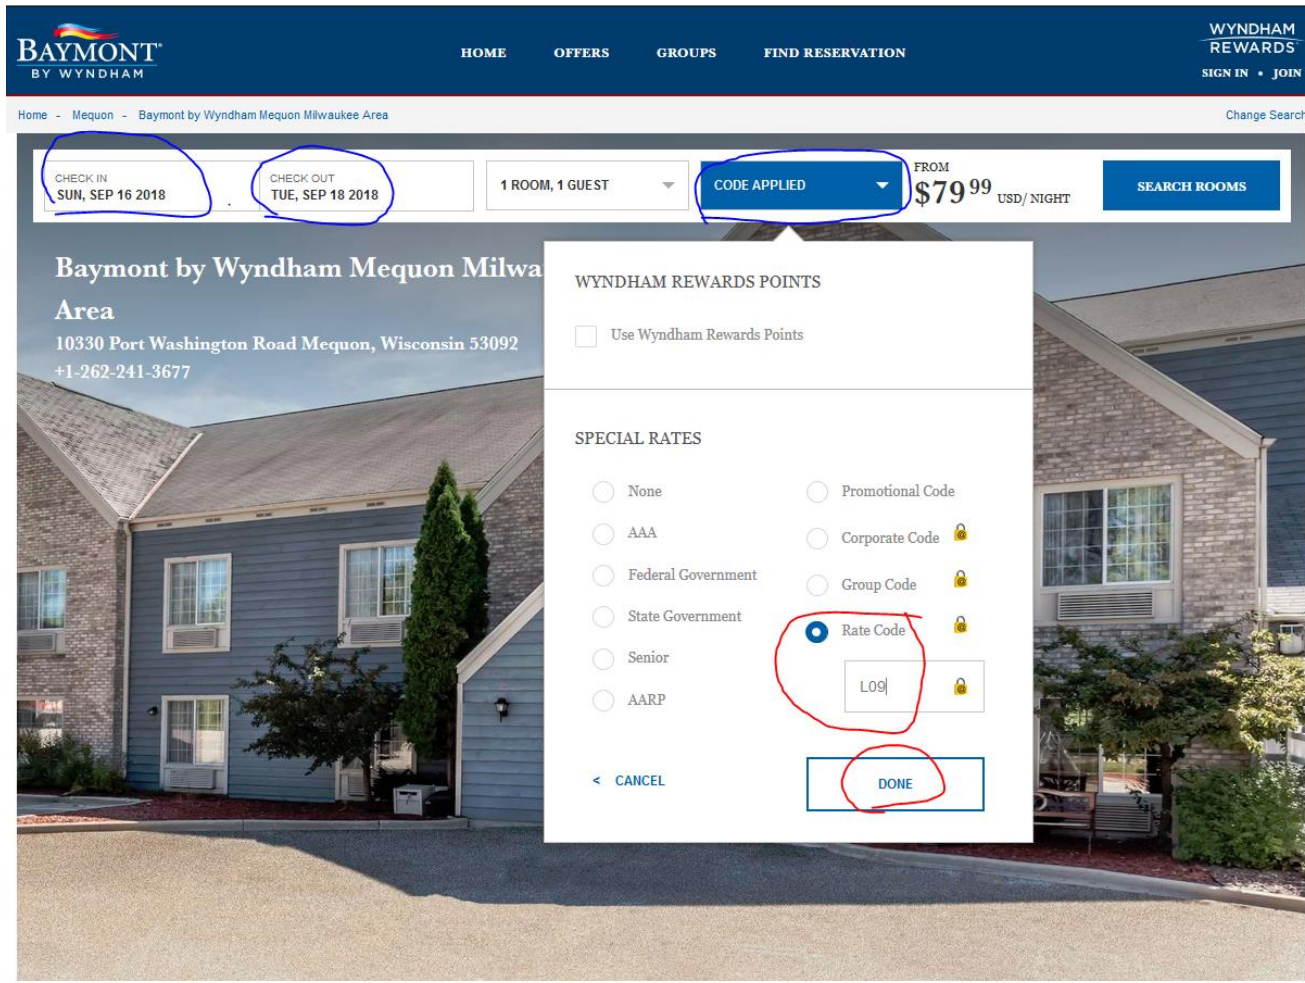 BAYMONT
BY WYNDHAM
HOME OFFERS GROUPS FIND RESERVATION
WYNDHAM
REWARDS
SIGN IN • JOIN
Home - Mequon - Baymont by Wyndham Mequon Milwaukee Area
Change Search
CHECK IN
SUN, SEP 16 2018
CHECK OUT
TUE, SEP 18 2018
1 ROOM, 1 GUEST
CODE APPLIED
FROM
$79 99 USD/ NIGHT
SEARCH ROOMS
Baymont by Wyndham Mequon Milwa
Area
10330 Port Washington Road Mequon, Wisconsin 53092
+1-262-241-3677
WYNDHAM REWARDS POINTS
Use Wyndham Rewards Points
SPECIAL RATES
None
AAA
Federal Government
State Government
Senior
AARP
Promotional Code
Corporate Code
Group Code
Rate Code
L09
< CANCEL
DONE